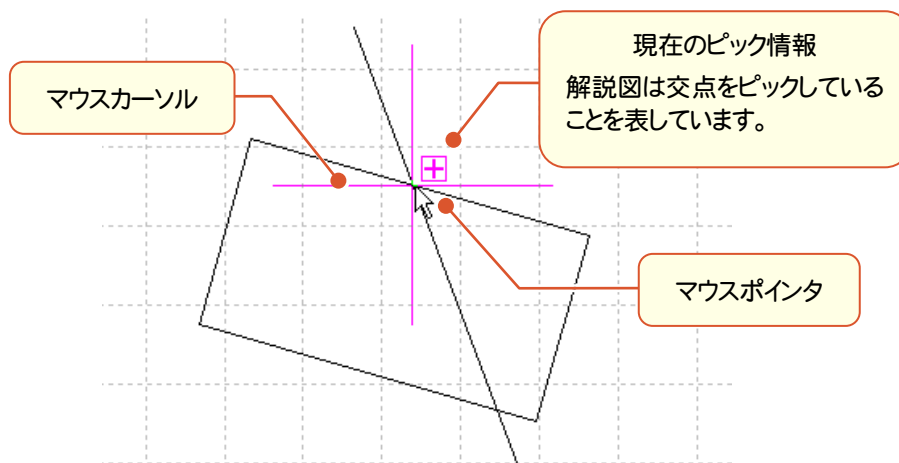 現在のピック情報
解説図は交点をピックしている
ことを表しています。
マウスカーソル
マウスポインタ